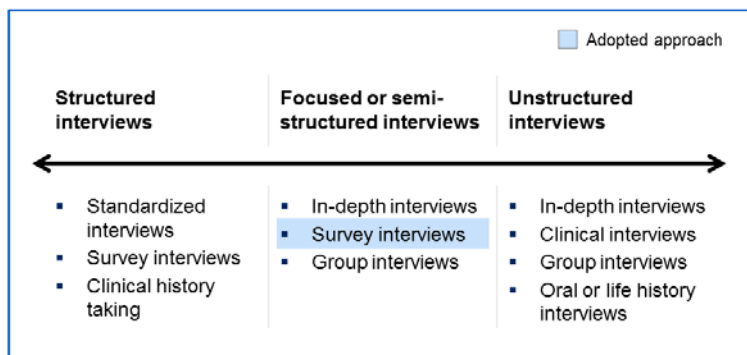 Adopted approach
Structured
interviews
Focused or semi-
structured interviews
Unstructured
interviews
▪ Standardized
interviews
▪ Survey interviews
▪ Clinical history
taking
▪ In-depth interviews
▪ Survey interviews
▪ Group interviews
▪ In-depth interviews
▪ Clinical interviews
▪ Group interviews
▪ Oral or life history
interviews